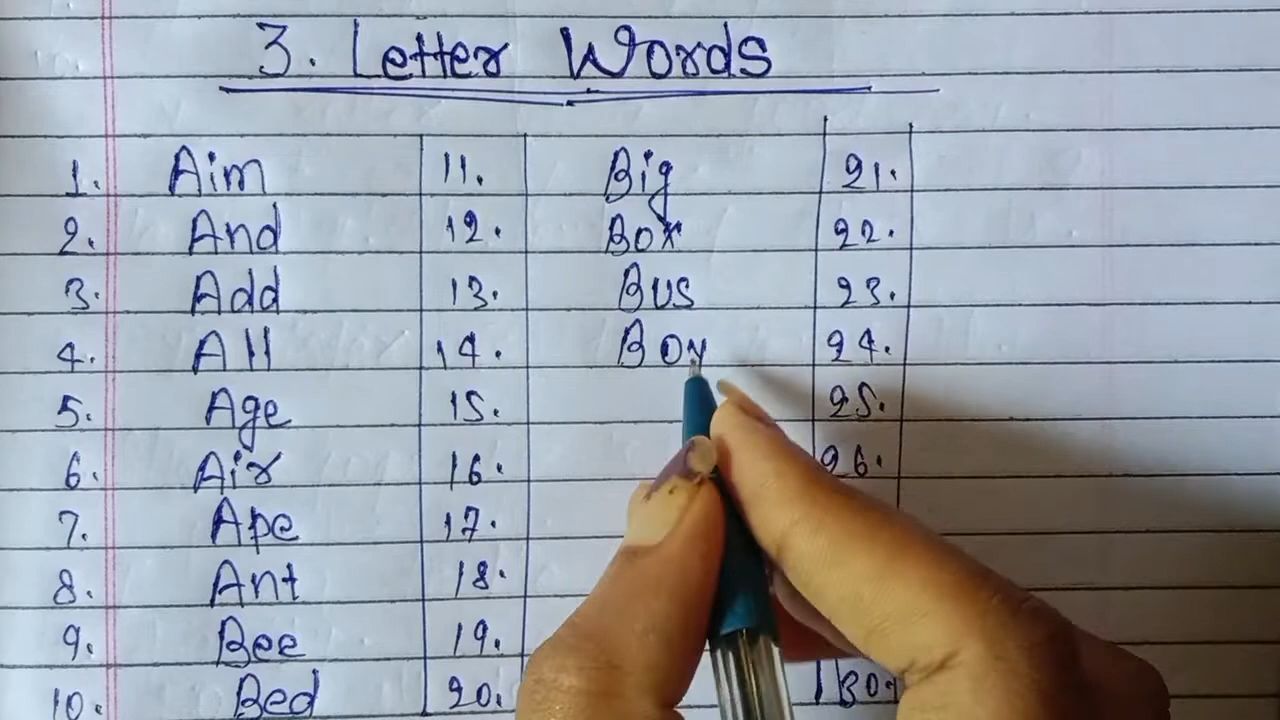 3. Letter Words
1. Aim 11. Big 21.
2. And 12. Box 22.
3. Add 13. Bus 23.
4. All 14. Boy 24.
5. Age 15. 25.
6. Air 16. 26.
7. Ape 17.
8. Ant 18.
9. Bee 19.
10. Bed 20. 30.